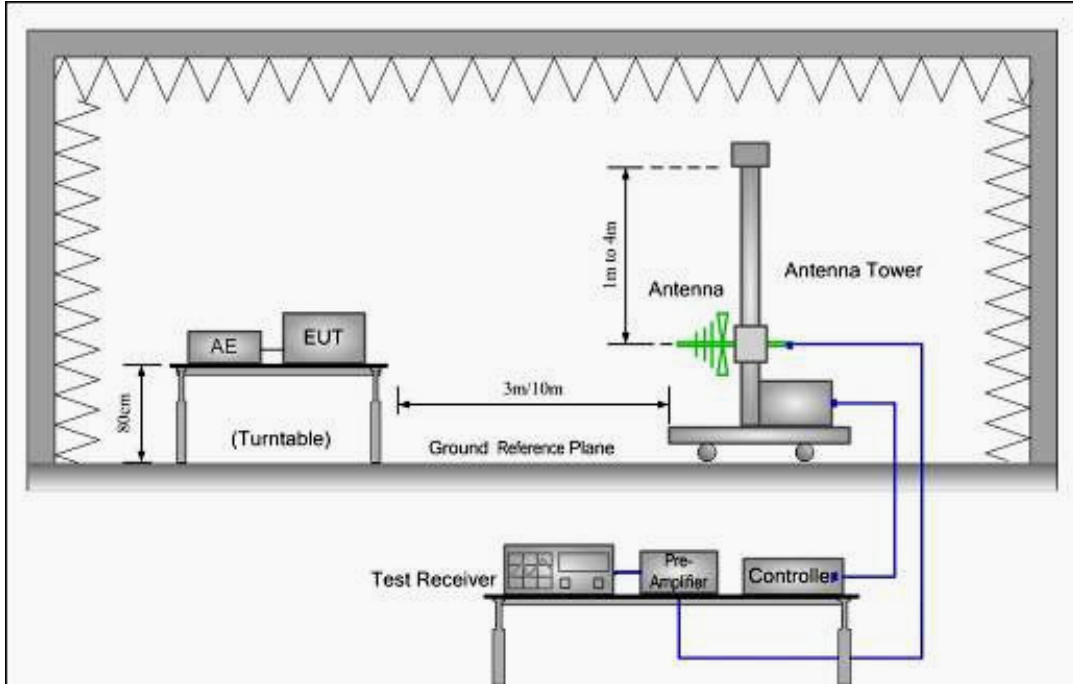 1m to 4m
Antenna Tower
Antenna
AE
EUT
80cm
3m/10m
(Turntable)
Ground Reference Plane
Test Receiver
Pre-
Amplifier
Controller